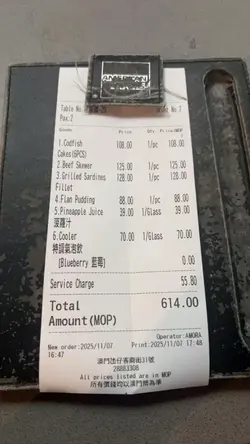 Table No.
No.3
Pax.2
Goods Price Qty. Price(MOP)
1.Codfish 108.00 1/pc 108.00
Cakes(6PCS)
2.Beef Skewer 125.00 1/pc 125.00
3.Grilled Sardines 128.00 1/pc 128.00
Fillet
4.Flan Pudding 88.00 1/pc 88.00
5.Pineapple Juice 39.00 1/Glass 39.00
菠蘿汁
6.Cooler 70.00 1/Glass 70.00
特調氣泡飲
[Blueberry 藍莓] 0.00
Service Charge 55.80
Total 614.00
Amount(MOP)
Operator:AMORA
New order:2025/11/07 Print:2025/11/07 17:48
16:47
28883308
All prices listed are in MOP
所有價錢均以澳門幣為單